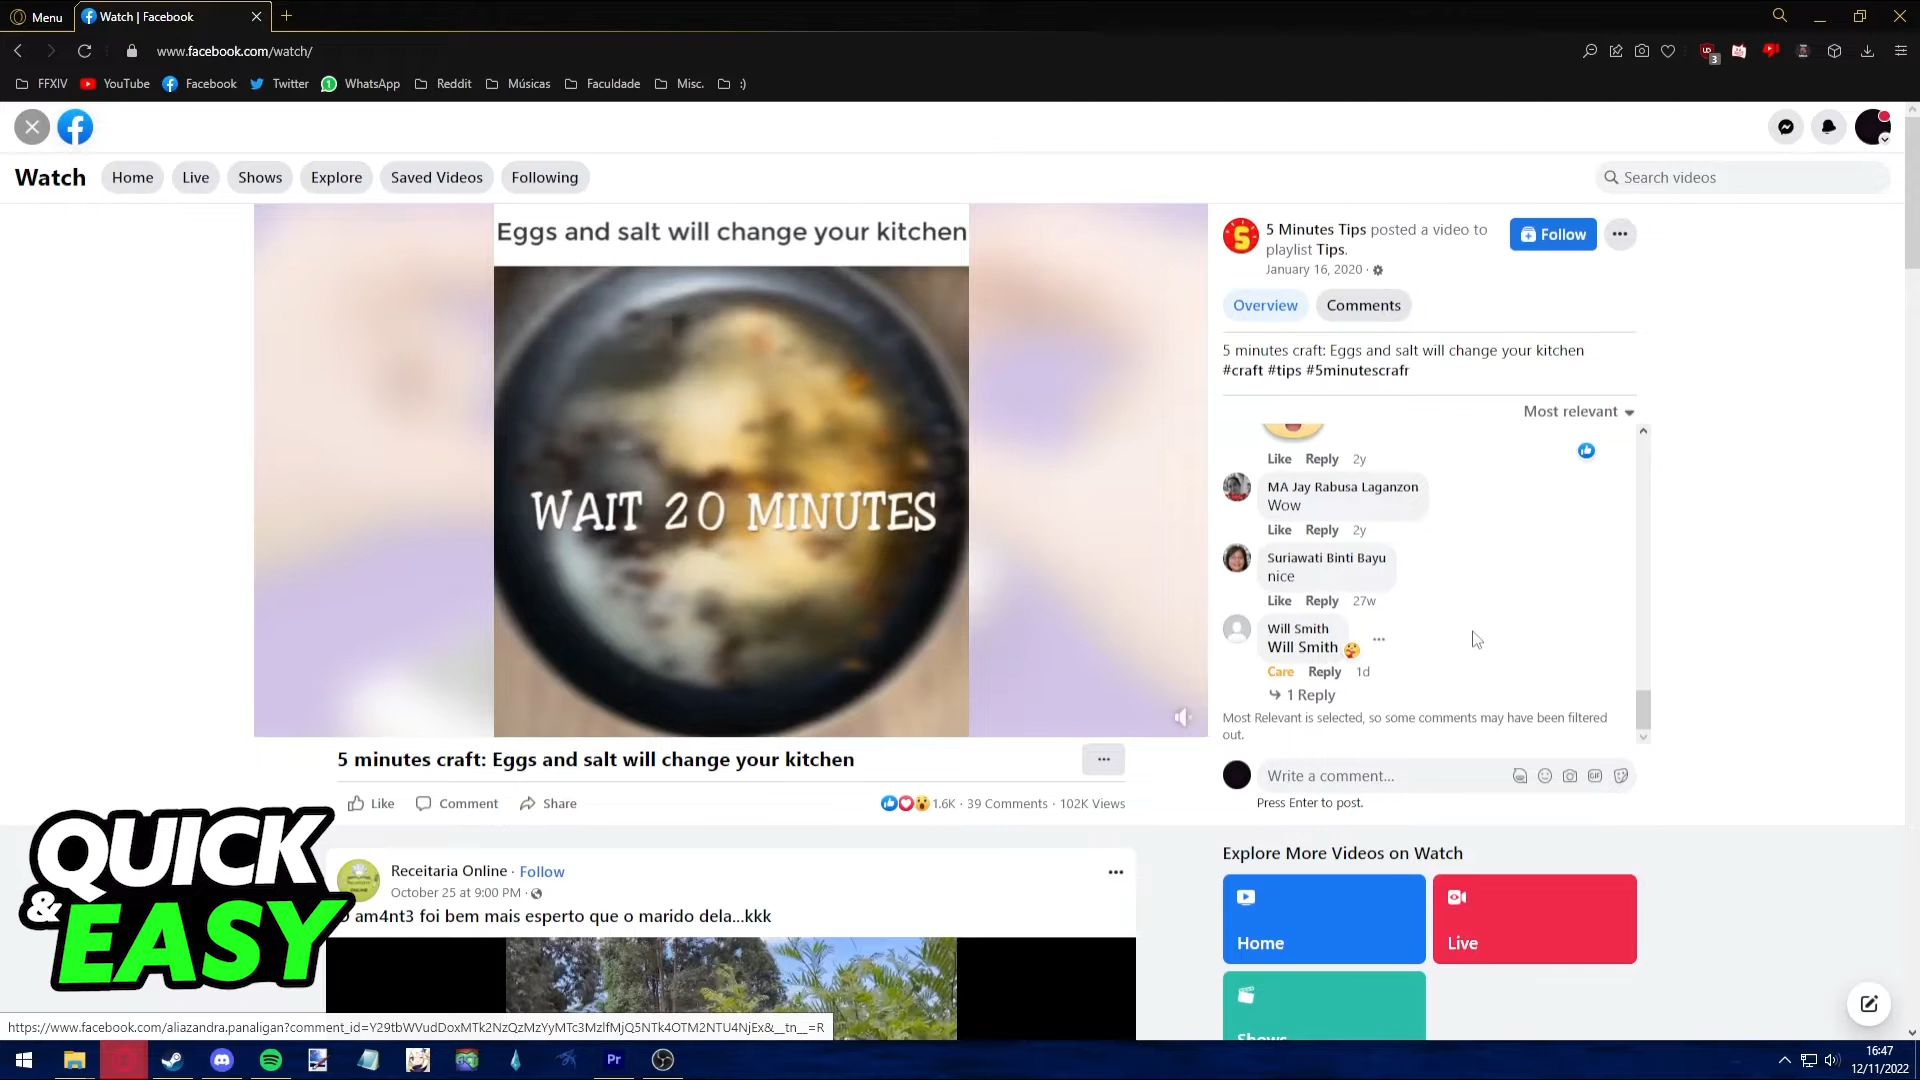 Menu
Watch | Facebook
www.facebook.com/watch/
3
FFXIV
YouTube
Facebook
Twitter
WhatsApp
Reddit
Músicas
Faculdade
Misc.
:)
Watch
Home
Live
Shows
Explore
Saved Videos
Following
Search videos
Eggs and salt will change your kitchen
WAIT 20 MINUTES
5 Minutes Tips posted a video to
playlist Tips.
January 16, 2020 ·
Follow
Overview
Comments
5 minutes craft: Eggs and salt will change your kitchen
#craft #tips #5minutescrafr
Most relevant
Like Reply 2y
MA Jay Rabusa Laganzon
Wow
Like Reply 2y
Suriawati Binti Bayu
nice
Like Reply 27w
Will Smith
Will Smith
Care Reply 1d
1 Reply
Most Relevant is selected, so some comments may have been filtered
out.
Write a comment...
GIF
Press Enter to post.
5 minutes craft: Eggs and salt will change your kitchen
Like
Comment
Share
1.6K · 39 Comments · 102K Views
QUICK
& EASY
Receitaria Online · Follow
October 25 at 9:00 PM ·
am4nt3 foi bem mais esperto que o marido dela...kkk
Explore More Videos on Watch
Home
Live
Shows
https://www.facebook.com/aliazandra.panaligan?comment_id=Y29tbWVudDoxMTk2NzQzMzYyMTc3MzlfMjQ5NTk4OTM2NTU4NjEx&__tn__=R
Pr
16:47
12/11/2022